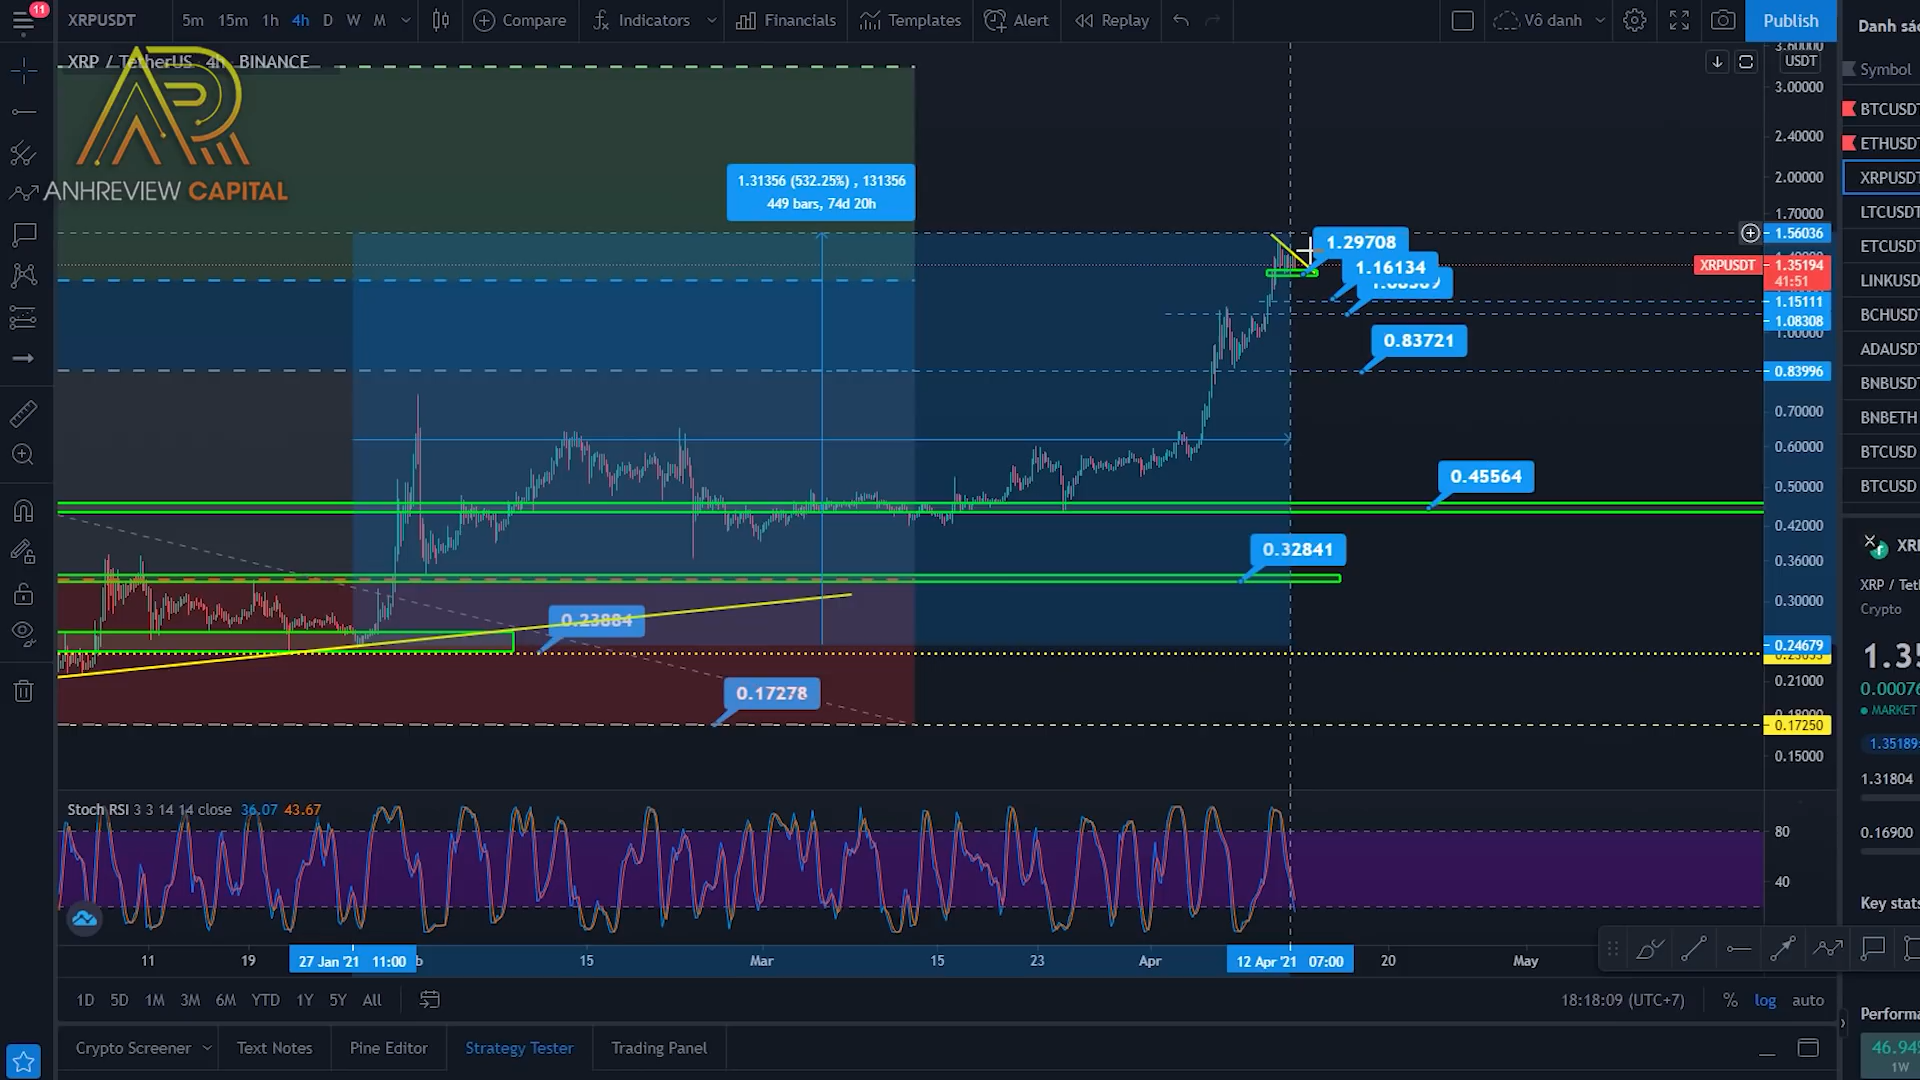 11
XRPUSDT
5m 15m 1h 4h D W M
Compare
Indicators
Financials
Templates
Alert
Replay
Vô danh
Publish
XRP / TetherUS 4h BINANCE
ANHREVIEW CAPITAL
1.31356 (532.25%) , 131356
449 bars, 74d 20h
1.29708
1.16134
0.83721
0.45564
0.32841
0.23884
0.17278
USDT
3.00000
2.40000
2.00000
1.70000
1.56036
XRPUSDT 1.35194
41:51
1.15111
1.08308
1.00000
0.83996
0.70000
0.60000
0.50000
0.42000
0.36000
0.30000
0.24679
0.21000
0.17250
0.15000
Stoch RSI 3 3 14 14 close 36.07 43.67
80
40
11 19 27 Jan '21 11:00 15 Mar 15 23 Apr 12 Apr '21 07:00 20 May
1D 5D 1M 3M 6M YTD 1Y 5Y All
18:18:09 (UTC+7) % log auto
Crypto Screener
Text Notes
Pine Editor
Strategy Tester
Trading Panel
Danh sác
Symbol
BTCUSDT
ETHUSDT
XRPUSDT
LTCUSDT
ETCUSDT
LINKUSD
BCHUSDT
ADAUSDT
BNBUSDT
BNBETH
BTCUSD
BTCUSD
XRP / Teth
Crypto
1.35
0.00076
MARKET
1.35189
1.31804
0.16900
Key stats
Performa
46.94%
1W